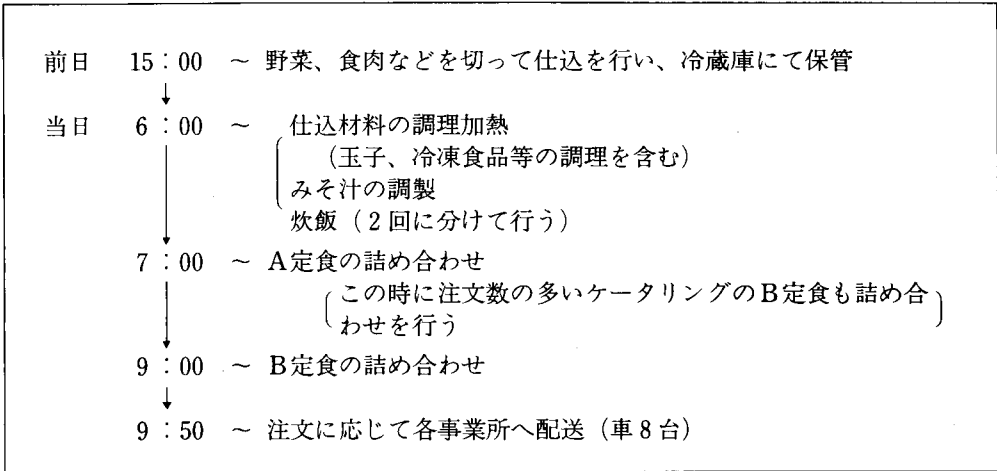 前日 15:00 ～ 野菜、食肉などを切って仕込を行い、冷蔵庫にて保管
当日 6:00 ～ 仕込材料の調理加熱
(玉子、冷凍食品等の調理を含む)
みそ汁の調製
炊飯(2回に分けて行う)
7:00 ～ A定食の詰め合わせ
(この時に注文数の多いケータリングのB定食も詰め合
わせを行う)
9:00 ～ B定食の詰め合わせ
9:50 ～ 注文に応じて各事業所へ配送(車8台)